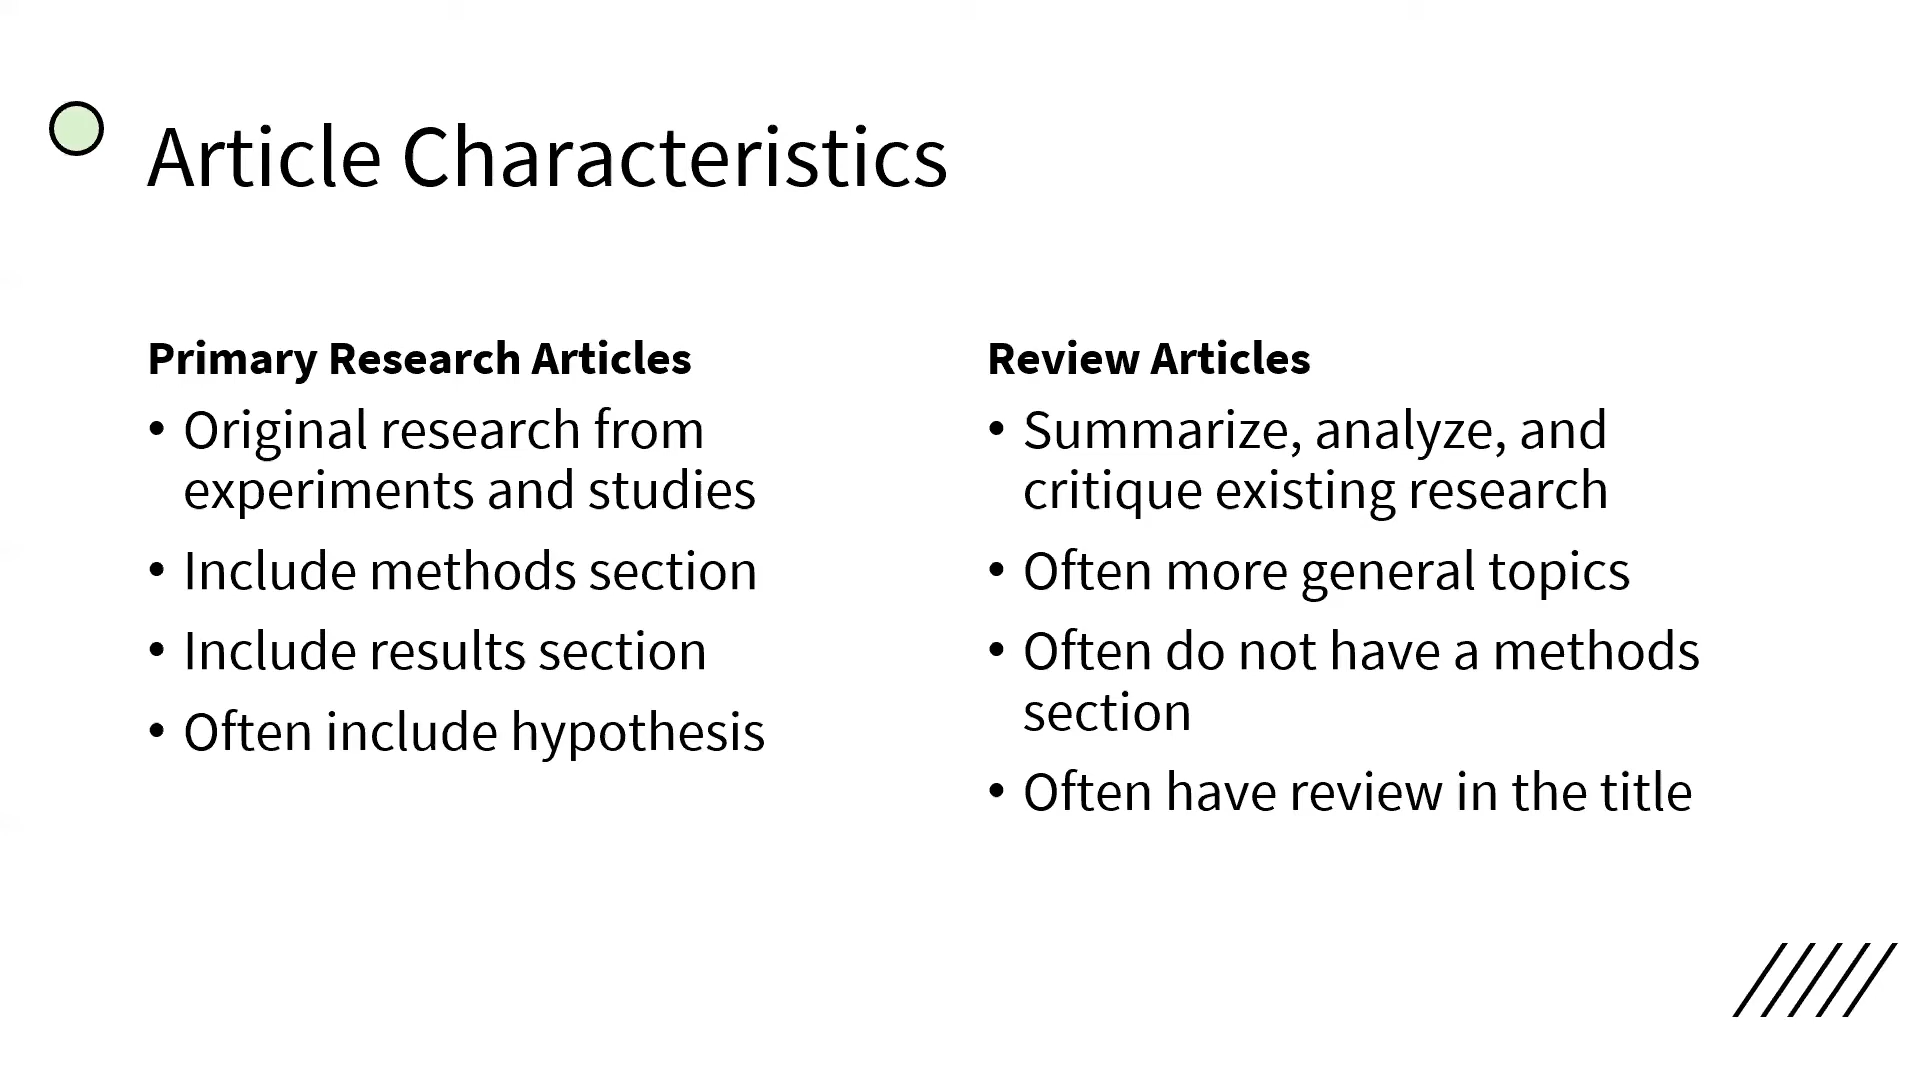 Article Characteristics
Primary Research Articles
• Original research from
experiments and studies
• Include methods section
• Include results section
• Often include hypothesis
Review Articles
• Summarize, analyze, and
critique existing research
• Often more general topics
• Often do not have a methods
section
• Often have review in the title